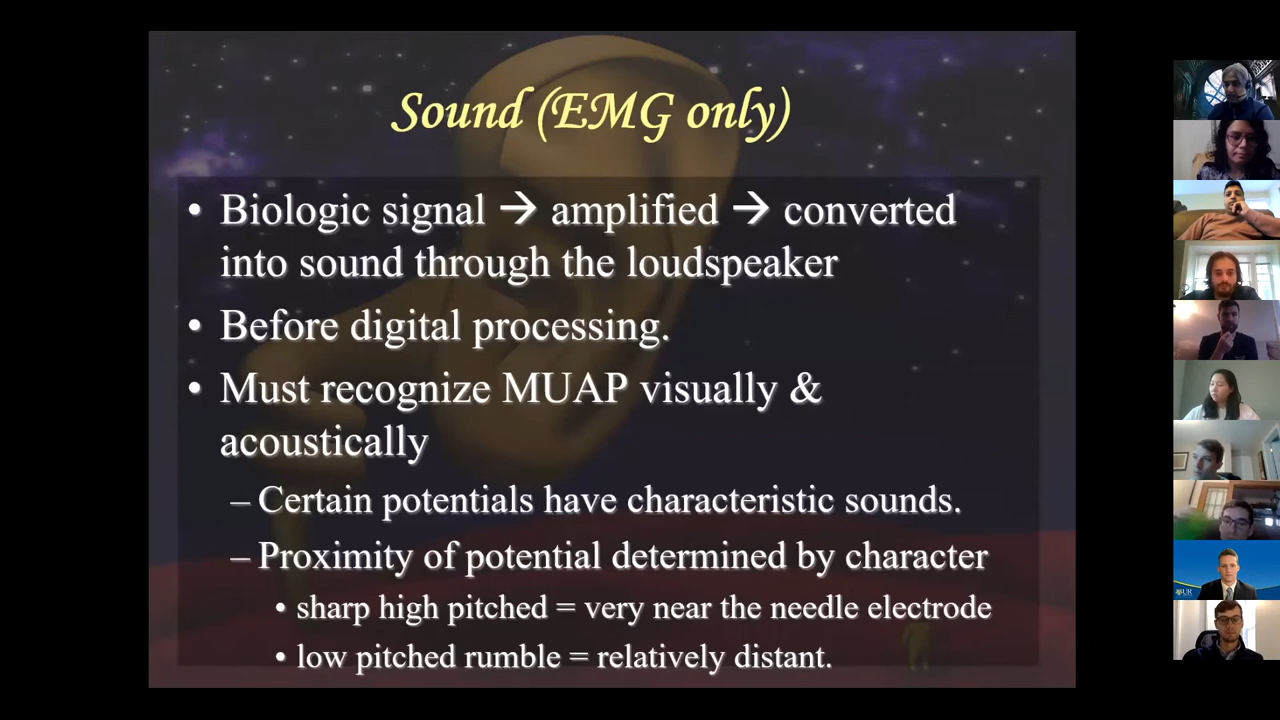 Sound (EMG only)
• Biologic signal → amplified → converted
into sound through the loudspeaker
• Before digital processing.
• Must recognize MUAP visually &
acoustically
– Certain potentials have characteristic sounds.
– Proximity of potential determined by character
• sharp high pitched = very near the needle electrode
• low pitched rumble = relatively distant.
UR